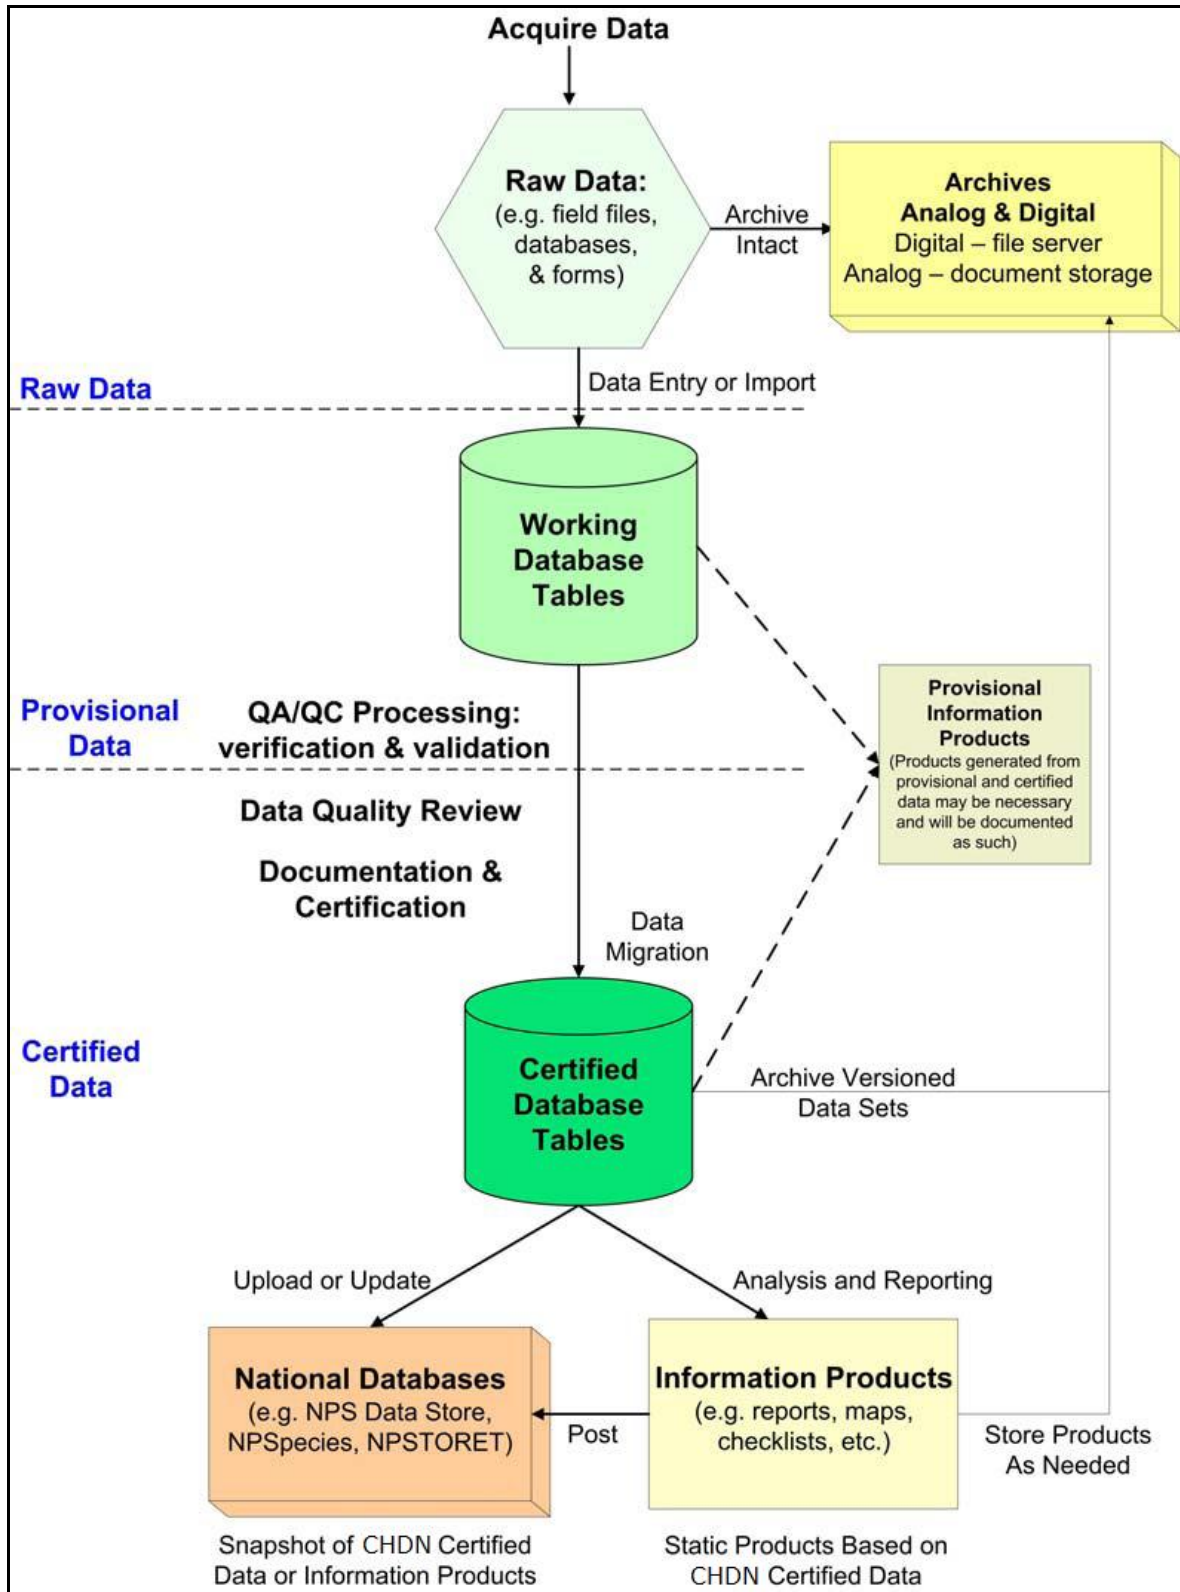 Acquire Data
Raw Data:
(e.g. field files,
databases,
& forms)
Archive
Intact
Archives
Analog & Digital
Digital – file server
Analog – document storage
Raw Data
Data Entry or Import
Working
Database
Tables
Provisional
Data
QA/QC Processing:
verification & validation
Provisional
Information
Products
(Products generated from
provisional and certified
data may be necessary
and will be documented
as such)
Data Quality Review
Documentation &
Certification
Data
Migration
Certified
Data
Certified
Database
Tables
Archive Versioned
Data Sets
Upload or Update
Analysis and Reporting
National Databases
(e.g. NPS Data Store,
NPSpecies, NPSTORET)
Post
Information Products
(e.g. reports, maps,
checklists, etc.)
Store Products
As Needed
Snapshot of CHDN Certified
Data or Information Products
Static Products Based on
CHDN Certified Data